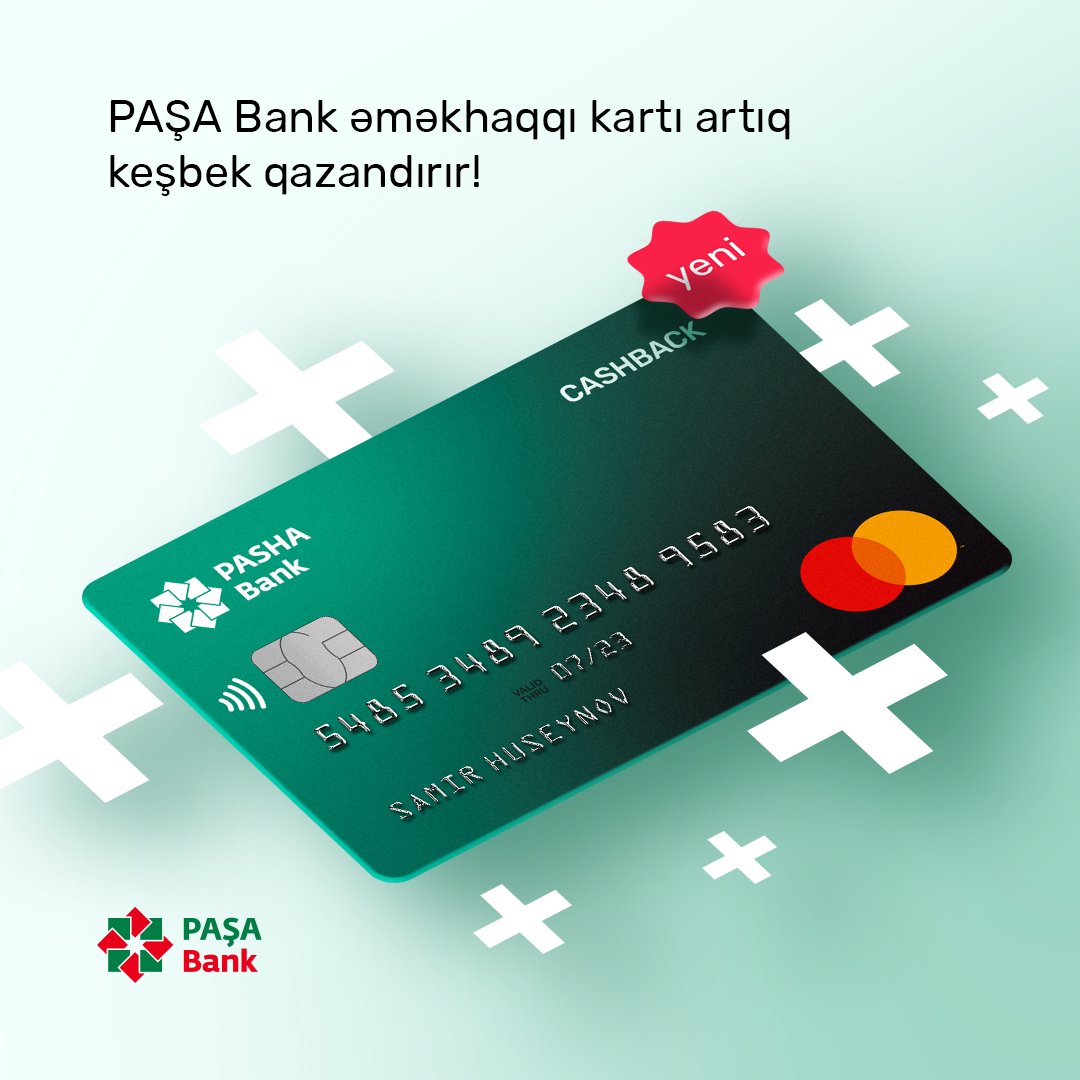 PAŞA Bank əməkhaqqı kartı artıq
keşbek qazandırır!
yeni
CASHBACK
PASHA
Bank
5485 3489 2348 9583
VALID
THRU 07/23
SAMIR HUSEYNOV
PAŞA
Bank